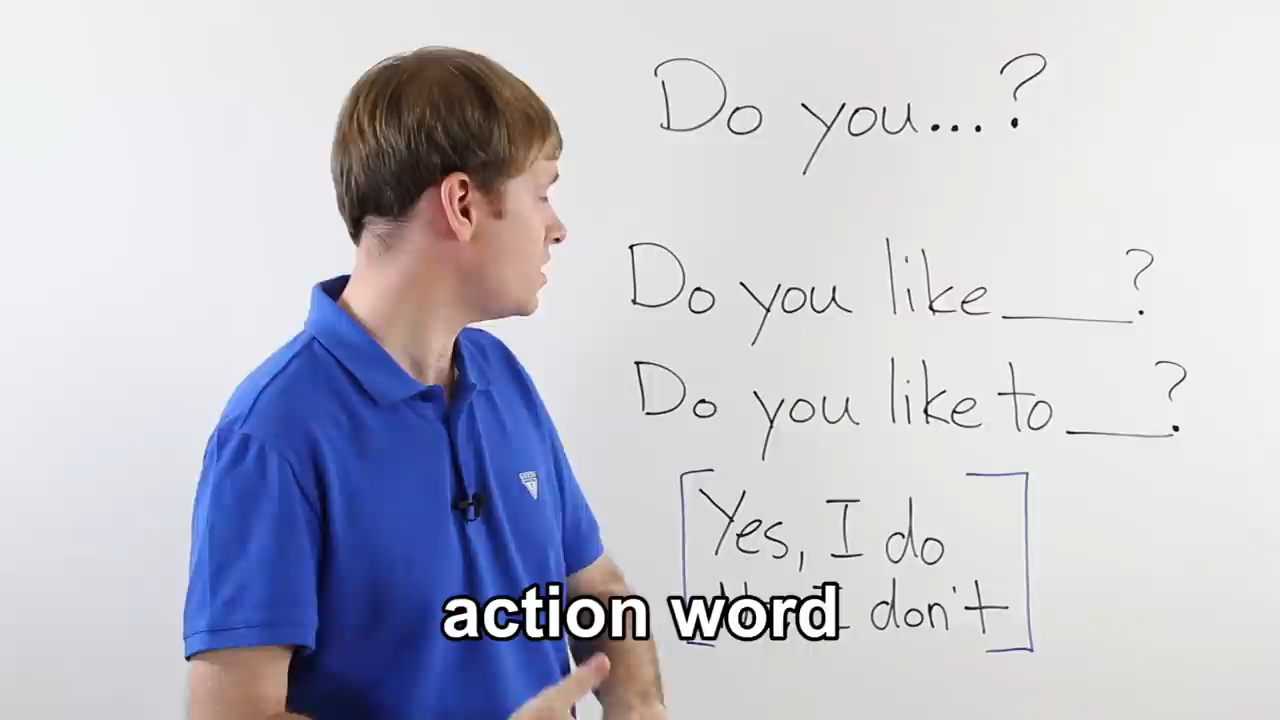 Do you...?
Do you like ___?
Do you like to ___?
Yes, I do
I don't
action word